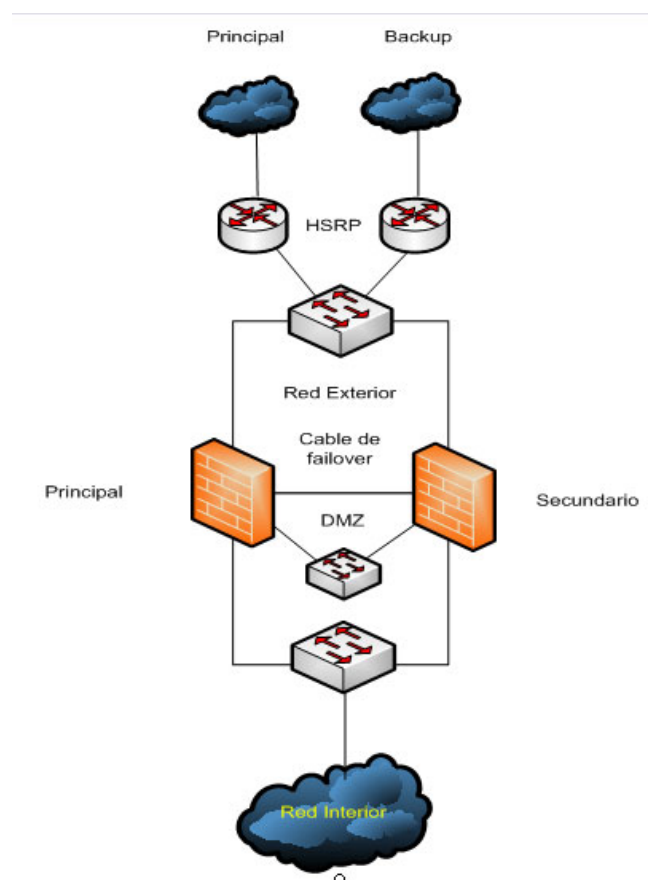 Principal
Backup
HSRP
Red Exterior
Cable de
failover
Principal
Secundario
DMZ
Red Interior